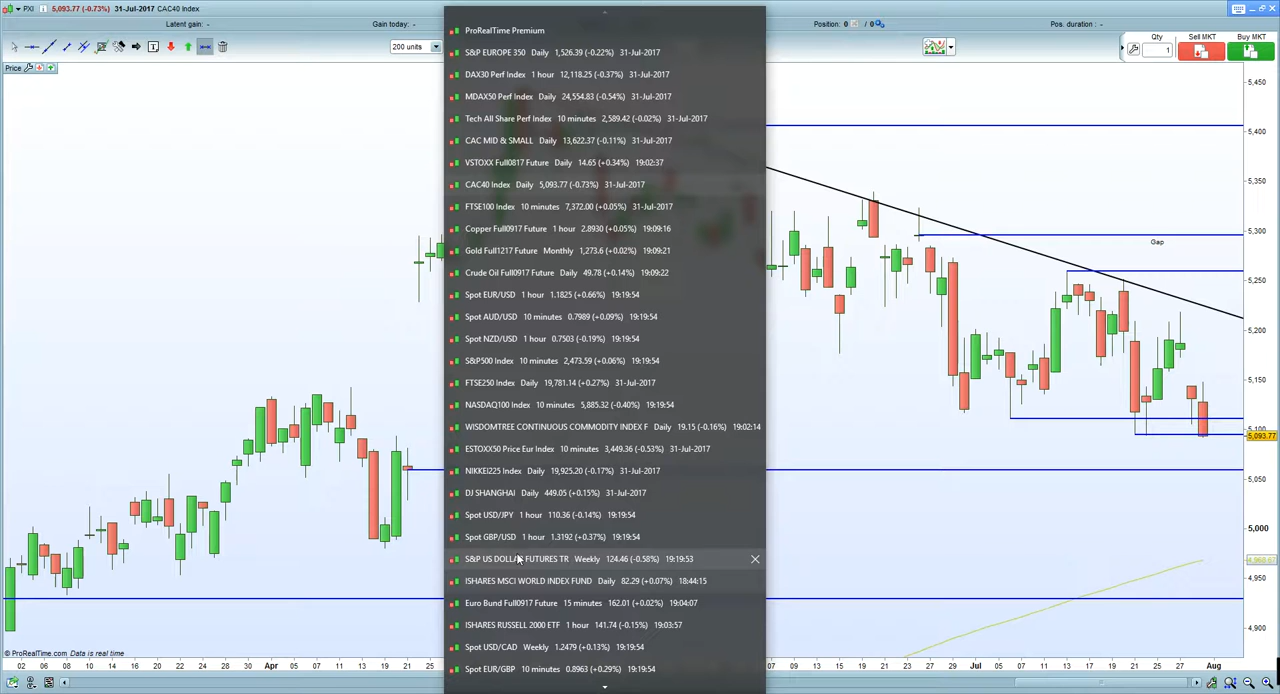 PXI 5,093.77 (-0.73%) 31-Jul-2017 CAC40 Index
Latent gain: - Gain today: - Position: 0 / 0 Pos. duration: -
200 units
Qty Sell MKT Buy MKT
1
Price
ProRealTime Premium
S&P EUROPE 350 Daily 1,526.39 (-0.22%) 31-Jul-2017
DAX30 Perf Index 1 hour 12,118.25 (-0.37%) 31-Jul-2017
MDAX50 Perf Index Daily 24,554.83 (-0.54%) 31-Jul-2017
Tech All Share Perf Index 10 minutes 2,589.42 (-0.02%) 31-Jul-2017
CAC MID & SMALL Daily 13,622.37 (-0.11%) 31-Jul-2017
VSTOXX Full0817 Future Daily 14.65 (+0.34%) 19:02:37
CAC40 Index Daily 5,093.77 (-0.73%) 31-Jul-2017
FTSE100 Index 10 minutes 7,372.00 (+0.05%) 31-Jul-2017
Copper Full0917 Future 1 hour 2.8930 (+0.05%) 19:09:16
Gold Full1217 Future Monthly 1,273.6 (+0.02%) 19:09:21
Crude Oil Full0917 Future Daily 49.78 (+0.14%) 19:09:22
Spot EUR/USD 1 hour 1.1825 (+0.66%) 19:19:54
Spot AUD/USD 10 minutes 0.7989 (+0.09%) 19:19:54
Spot NZD/USD 1 hour 0.7503 (-0.19%) 19:19:54
S&P500 Index 10 minutes 2,473.59 (+0.06%) 19:19:54
FTSE250 Index Daily 19,781.14 (+0.27%) 31-Jul-2017
NASDAQ100 Index 10 minutes 5,885.32 (-0.40%) 19:19:54
WISDOMTREE CONTINUOUS COMMODITY INDEX F Daily 19.15 (-0.16%) 19:02:14
ESTOXX50 Price Eur Index 10 minutes 3,449.36 (-0.53%) 31-Jul-2017
NIKKEI225 Index Daily 19,925.20 (-0.17%) 31-Jul-2017
DJ SHANGHAI Daily 449.05 (+0.15%) 31-Jul-2017
Spot USD/JPY 1 hour 110.36 (-0.14%) 19:19:54
Spot GBP/USD 1 hour 1.3192 (+0.37%) 19:19:54
S&P US DOLLAR FUTURES TR Weekly 124.46 (-0.58%) 19:19:53
ISHARES MSCI WORLD INDEX FUND Daily 82.29 (+0.07%) 18:44:15
Euro Bund Full0917 Future 15 minutes 162.01 (+0.02%) 19:04:07
ISHARES RUSSELL 2000 ETF 1 hour 141.74 (-0.15%) 19:03:57
Spot USD/CAD Weekly 1.2479 (+0.13%) 19:19:54
Spot EUR/GBP 10 minutes 0.8963 (+0.29%) 19:19:54
Gap
5,450
5,400
5,350
5,300
5,250
5,200
5,150
5,100
5,093.77
5,000
4,950
4,900
© ProRealTime.com Data is real time
02 06 08 10 14 16 20 22 24 28 Apr 05 07 11 13 19 21 25 09 13 15 19 21 23 27 29 Jul 05 07 11 13 17 19 21 25 27 Aug